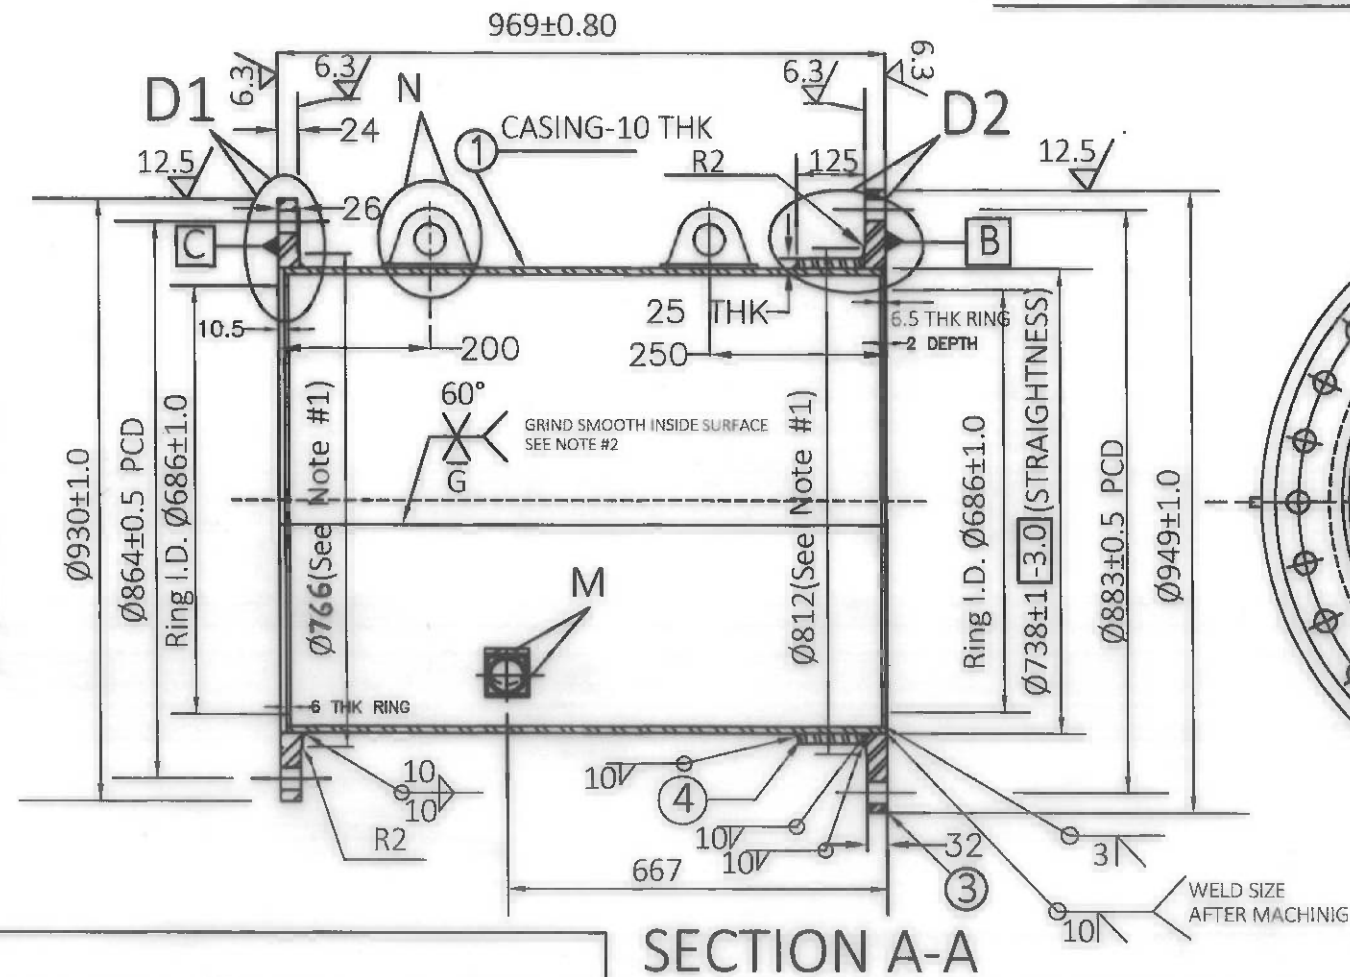 969±0.80
6.3
6.3
6.3
6.3
D1
N
D2
24
1
CASING-10 THK
12.5
R2
125
12.5
26
C
B
25 THK
10.5
6.5 THK RING
2 DEPTH
200
250
60°
G
GRIND SMOOTH INSIDE SURFACE
SEE NOTE #2
Ø930±1.0
Ø864±0.5 PCD
Ring I.D. Ø686±1.0
Ø766(See Note #1)
Ø812(See Note #1)
Ring I.D. Ø686±1.0
Ø738±1 -3.0 (STRAIGHTNESS)
Ø883±0.5 PCD
Ø949±1.0
M
6 THK RING
10
10
10
4
10
10
R2
32
3
667
3
10
WELD SIZE
AFTER MACHINIG
SECTION A-A